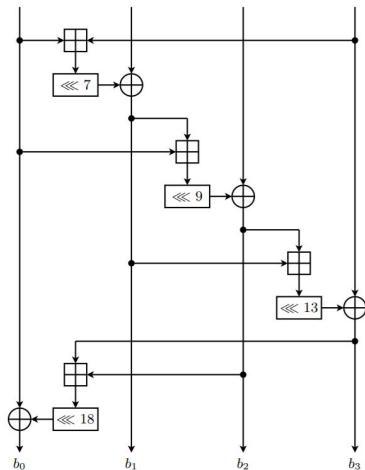 ⋘ 7
⋘ 9
⋘ 13
⋘ 18
b₀ b₁ b₂ b₃